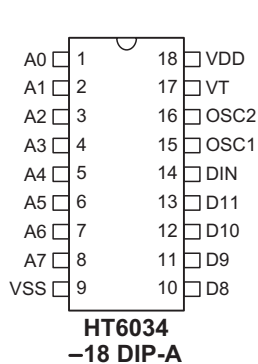 A0 1 18 VDD
A1 2 17 VT
A2 3 16 OSC2
A3 4 15 OSC1
A4 5 14 DIN
A5 6 13 D11
A6 7 12 D10
A7 8 11 D9
VSS 9 10 D8
HT6034
–18 DIP-A